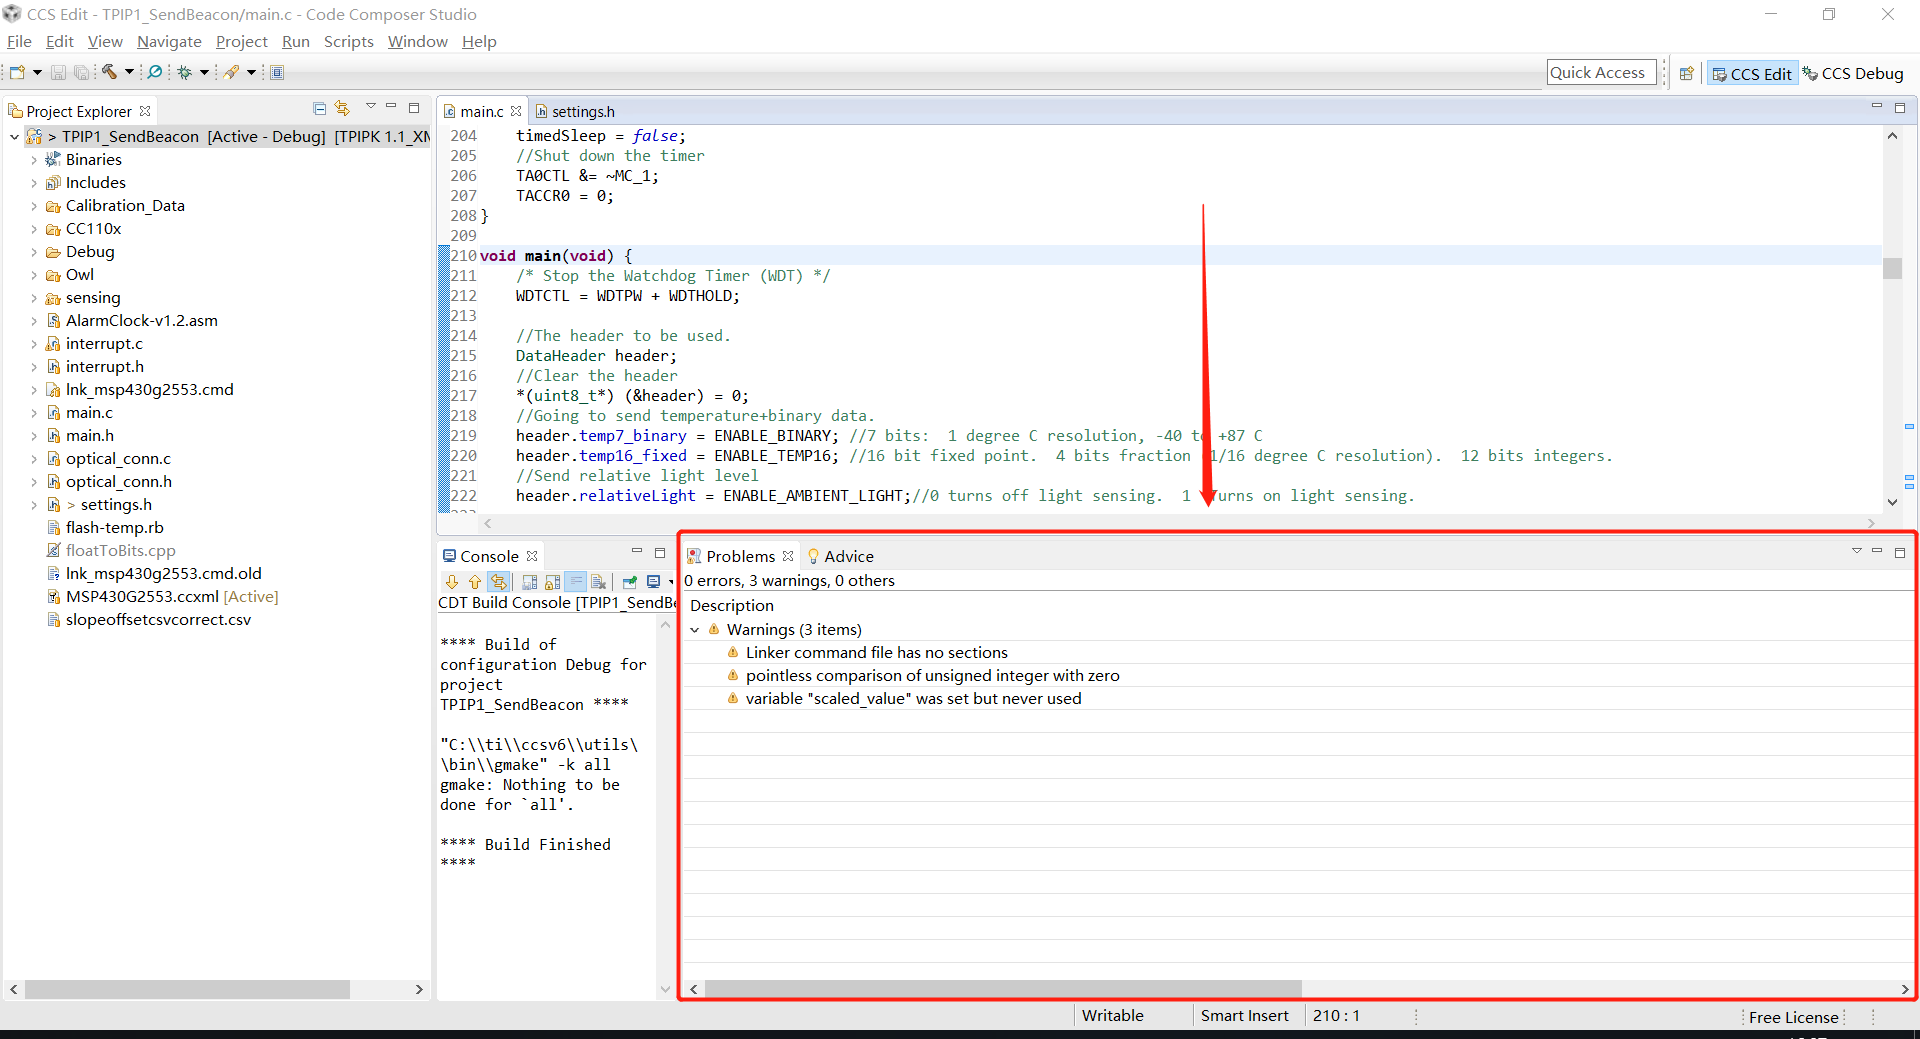 CCS Edit - TPIP1_SendBeacon/main.c - Code Composer Studio
File Edit View Navigate Project Run Scripts Window Help
Quick Access
CCS Edit
CCS Debug
Project Explorer
> TPIP1_SendBeacon [Active - Debug] [TPIPK 1.1_XM
Binaries
Includes
Calibration_Data
CC110x
Debug
Owl
sensing
AlarmClock-v1.2.asm
interrupt.c
interrupt.h
lnk_msp430g2553.cmd
main.c
main.h
optical_conn.c
optical_conn.h
> settings.h
flash-temp.rb
floatToBits.cpp
lnk_msp430g2553.cmd.old
MSP430G2553.ccxml [Active]
slopeoffsetcsvcorrect.csv
main.c
settings.h
204 timedSleep = false;
205 //Shut down the timer
206 TA0CTL &= ~MC_1;
207 TACCR0 = 0;
208 }
209
210 void main(void) {
211 /* Stop the Watchdog Timer (WDT) */
212 WDTCTL = WDTPW + WDTHOLD;
213
214 //The header to be used.
215 DataHeader header;
216 //Clear the header
217 *(uint8_t*) (&header) = 0;
218 //Going to send temperature+binary data.
219 header.temp7_binary = ENABLE_BINARY; //7 bits: 1 degree C resolution, -40 to +87 C
220 header.temp16_fixed = ENABLE_TEMP16; //16 bit fixed point. 4 bits fraction (1/16 degree C resolution). 12 bits integers.
221 //Send relative light level
222 header.relativeLight = ENABLE_AMBIENT_LIGHT;//0 turns off light sensing. 1 turns on light sensing.
Console
CDT Build Console [TPIP1_SendBe
**** Build of
configuration Debug for
project
TPIP1_SendBeacon ****
"C:\\ti\\ccsv6\\utils\
\bin\\gmake" -k all
gmake: Nothing to be
done for `all'.
**** Build Finished
****
Problems
Advice
0 errors, 3 warnings, 0 others
Description
Warnings (3 items)
Linker command file has no sections
pointless comparison of unsigned integer with zero
variable "scaled_value" was set but never used
Writable
Smart Insert
210 : 1
Free License